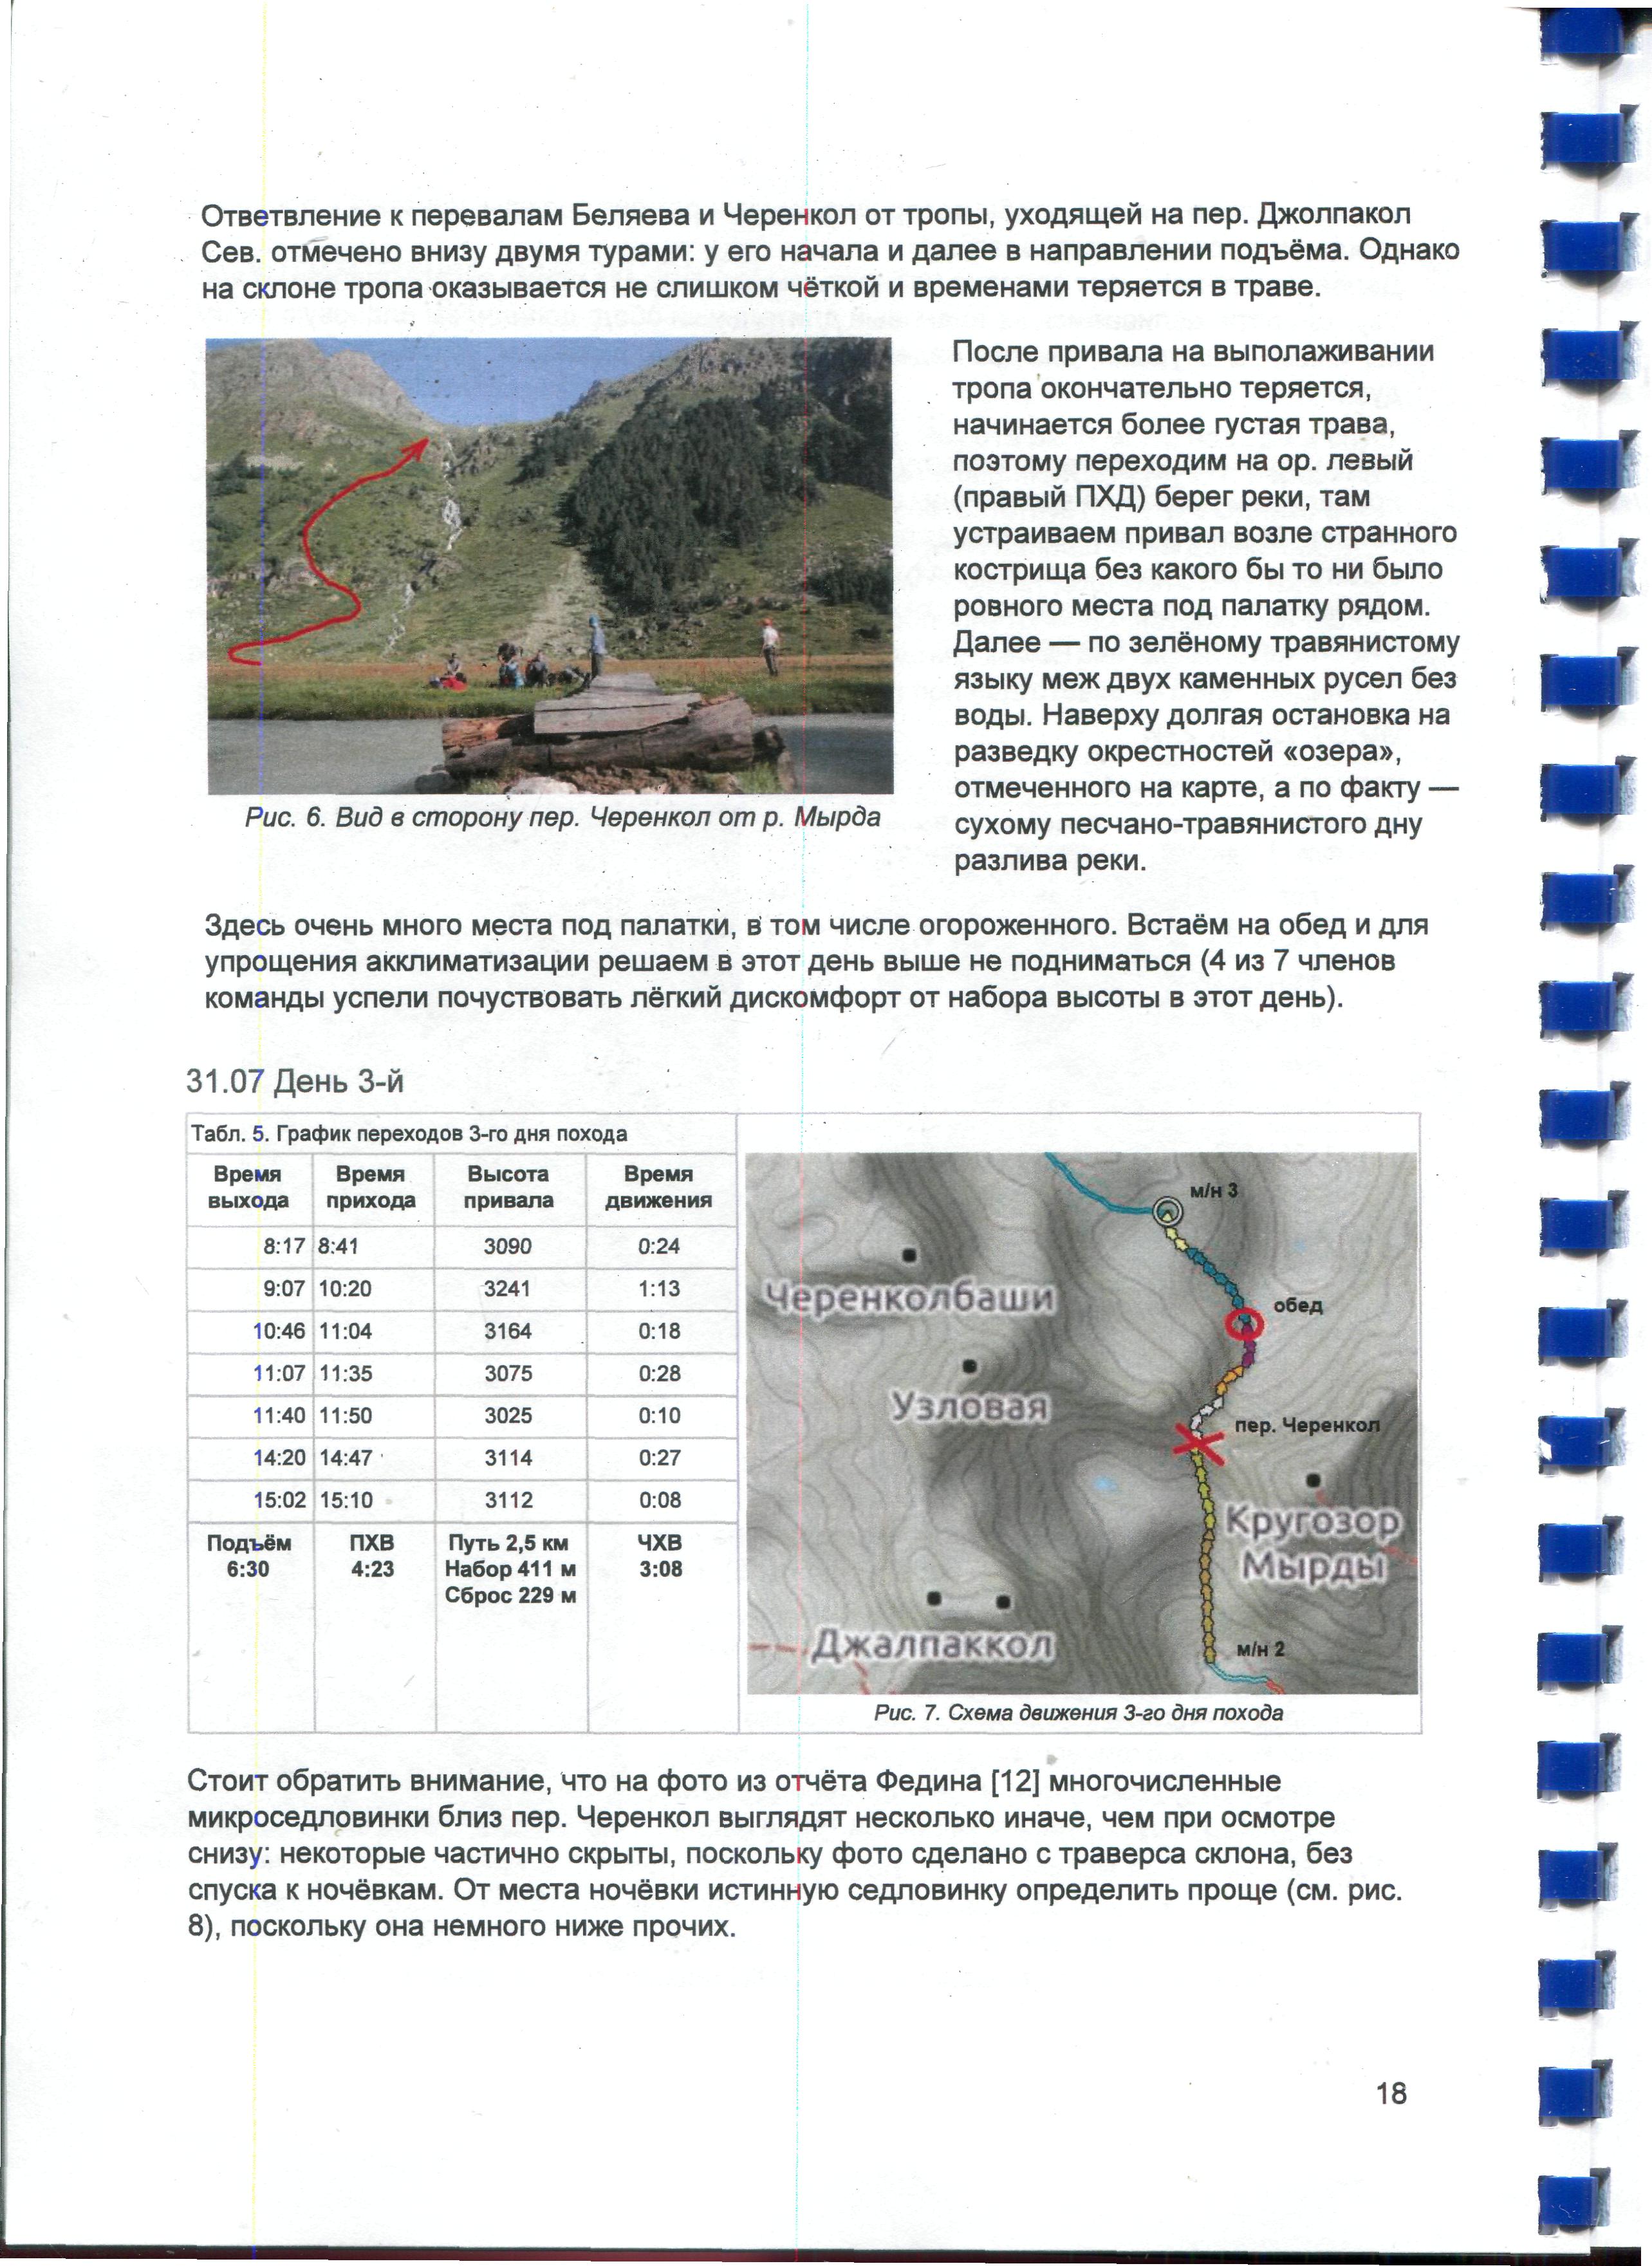 Ответвление к перевалам Беляева и Черенкол от тропы, уходящей на пер. Джолпакол
Сев. отмечено внизу двумя турами: у его начала и далее в направлении подъёма. Однако
на склоне тропа оказывается не слишком чёткой и временами теряется в траве.
После привала на выполаживании
тропа окончательно теряется,
начинается более густая трава,
поэтому переходим на ор. левый
(правый ПХД) берег реки, там
устраиваем привал возле странного
кострища без какого бы то ни было
ровного места под палатку рядом.
Далее — по зелёному травянистому
языку меж двух каменных русел без
воды. Наверху долгая остановка на
разведку окрестностей «озера»,
отмеченного на карте, а по факту —
сухому песчано-травянистого дну
разлива реки.
Рис. 6. Вид в сторону пер. Черенкол от р. Мырда
Здесь очень много места под палатки, в том числе огороженного. Встаём на обед и для
упрощения акклиматизации решаем в этот день выше не подниматься (4 из 7 членов
команды успели почуствовать лёгкий дискомфорт от набора высоты в этот день).
31.07 День 3-й
Табл. 5. График переходов 3-го дня похода
Время Время Высота Время
выхода прихода привала движения
8:17 8:41 3090 0:24
9:07 10:20 3241 1:13
10:46 11:04 3164 0:18
11:07 11:35 3075 0:28
11:40 11:50 3025 0:10
14:20 14:47 3114 0:27
15:02 15:10 3112 0:08
Подъём ПХВ Путь 2,5 км ЧХВ
6:30 4:23 Набор 411 м 3:08
Сброс 229 м
м/н 3
Черенколбаши
обед
Узловая
пер. Черенкол
Кругозор
Мырды
Джалпаккол
м/н 2
Рис. 7. Схема движения 3-го дня похода
Стоит обратить внимание, что на фото из отчёта Федина [12] многочисленные
микроседловинки близ пер. Черенкол выглядят несколько иначе, чем при осмотре
снизу: некоторые частично скрыты, поскольку фото сделано с траверса склона, без
спуска к ночёвкам. От места ночёвки истинную седловинку определить проще (см. рис.
8), поскольку она немного ниже прочих.
18